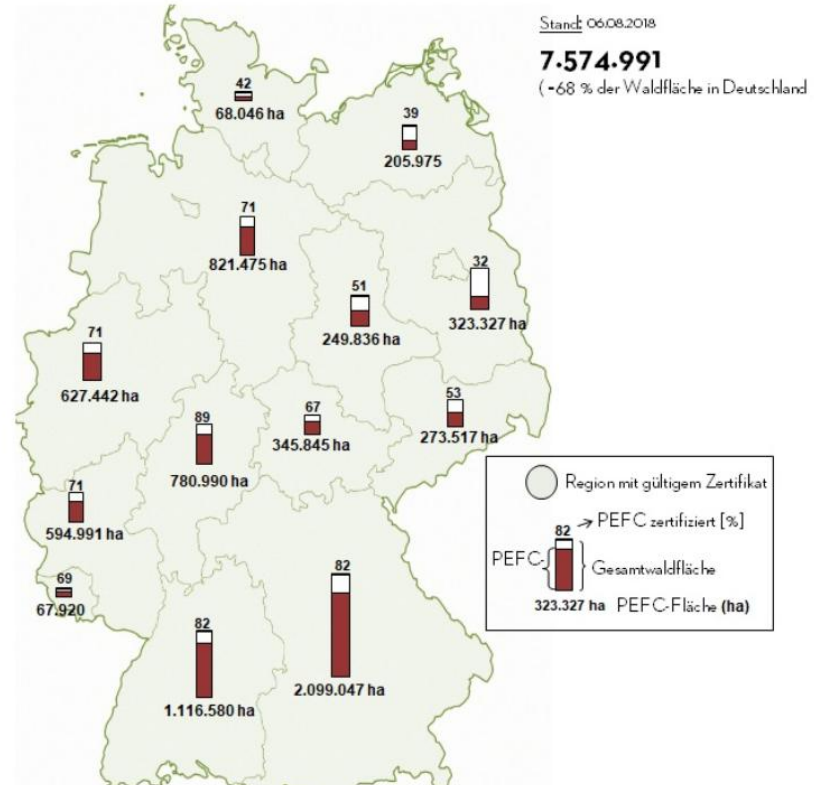 Stand: 06.08.2018
7.574.991
(~68 % der Waldfläche in Deutschland
42
68.046 ha
39
205.975
71
821.475 ha
51
249.836 ha
32
323.327 ha
71
627.442 ha
89
780.990 ha
67
345.845 ha
53
273.517 ha
71
594.991 ha
69
67.920
82
1.116.580 ha
82
2.099.047 ha
Region mit gültigem Zertifikat
82
PEFC zertifiziert [%]
PEFC-
Gesamtwaldfläche
323.327 ha PEFC-Fläche (ha)